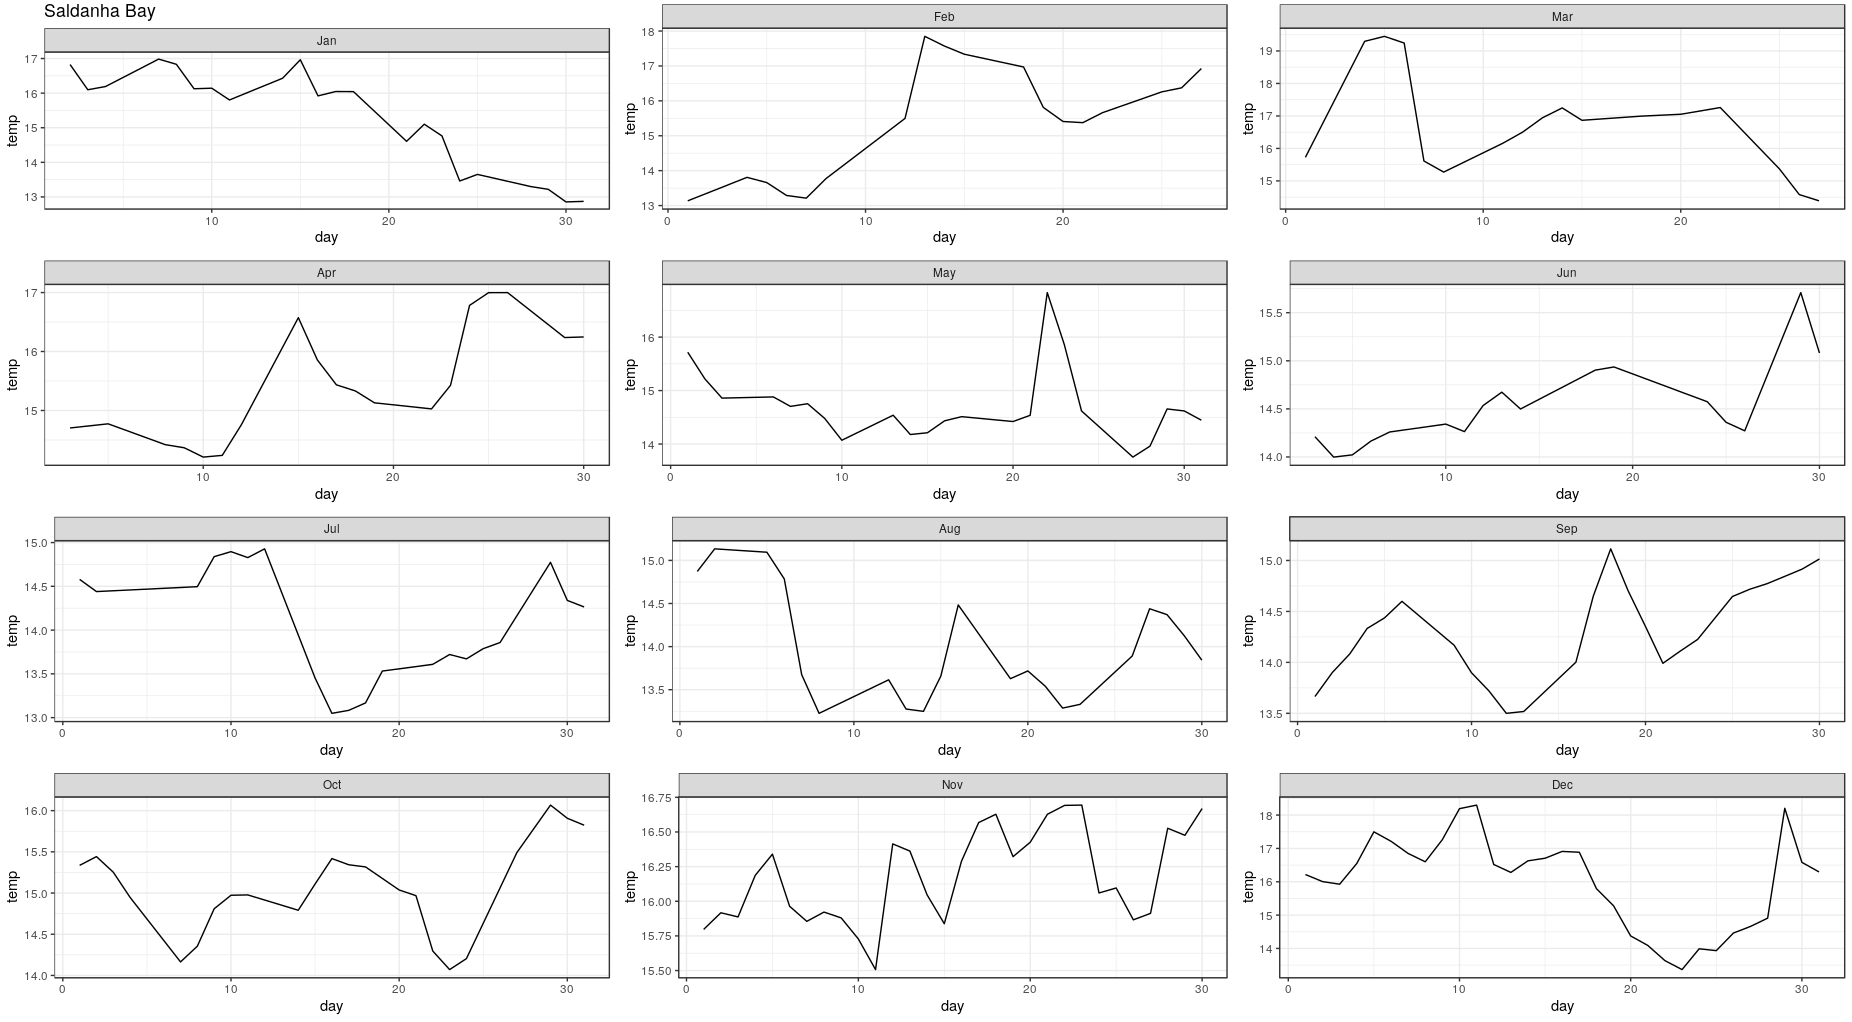 Saldanha Bay
Jan
17
16
15
14
13
temp
10 20 30
day
Feb
18
17
16
15
14
13
temp
0 10 20
day
Mar
19
18
17
16
15
temp
0 10 20
day
Apr
17
16
15
temp
10 20 30
day
May
16
15
14
temp
0 10 20 30
day
Jun
15.5
15.0
14.5
14.0
temp
10 20 30
day
Jul
15.0
14.5
14.0
13.5
13.0
temp
0 10 20 30
day
Aug
15.0
14.5
14.0
13.5
temp
0 10 20 30
day
Sep
15.0
14.5
14.0
13.5
temp
0 10 20 30
day
Oct
16.0
15.5
15.0
14.5
14.0
temp
0 10 20 30
day
Nov
16.75
16.50
16.25
16.00
15.75
15.50
temp
0 10 20 30
day
Dec
18
17
16
15
14
temp
0 10 20 30
day